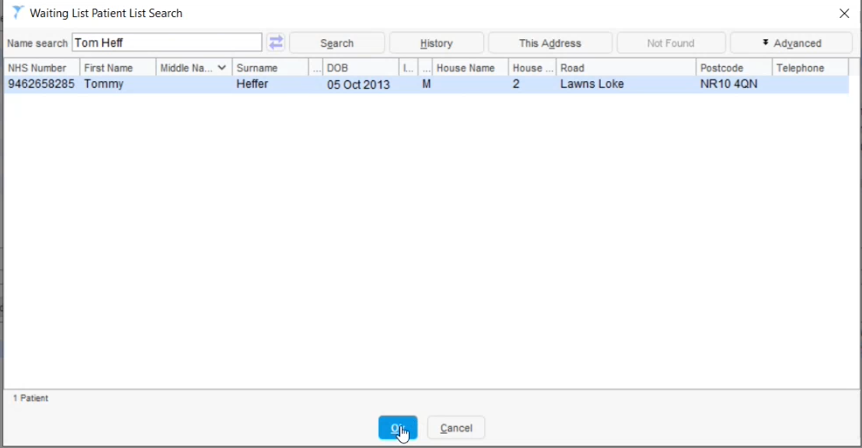 Waiting List Patient List Search
Name search Tom Heff Search History This Address Not Found Advanced
NHS Number First Name Middle Na... Surname ... DOB I... ... House Name House ... Road Postcode Telephone
9462658285 Tommy Heffer 05 Oct 2013 M 2 Lawns Loke NR10 4QN
1 Patient
Cancel